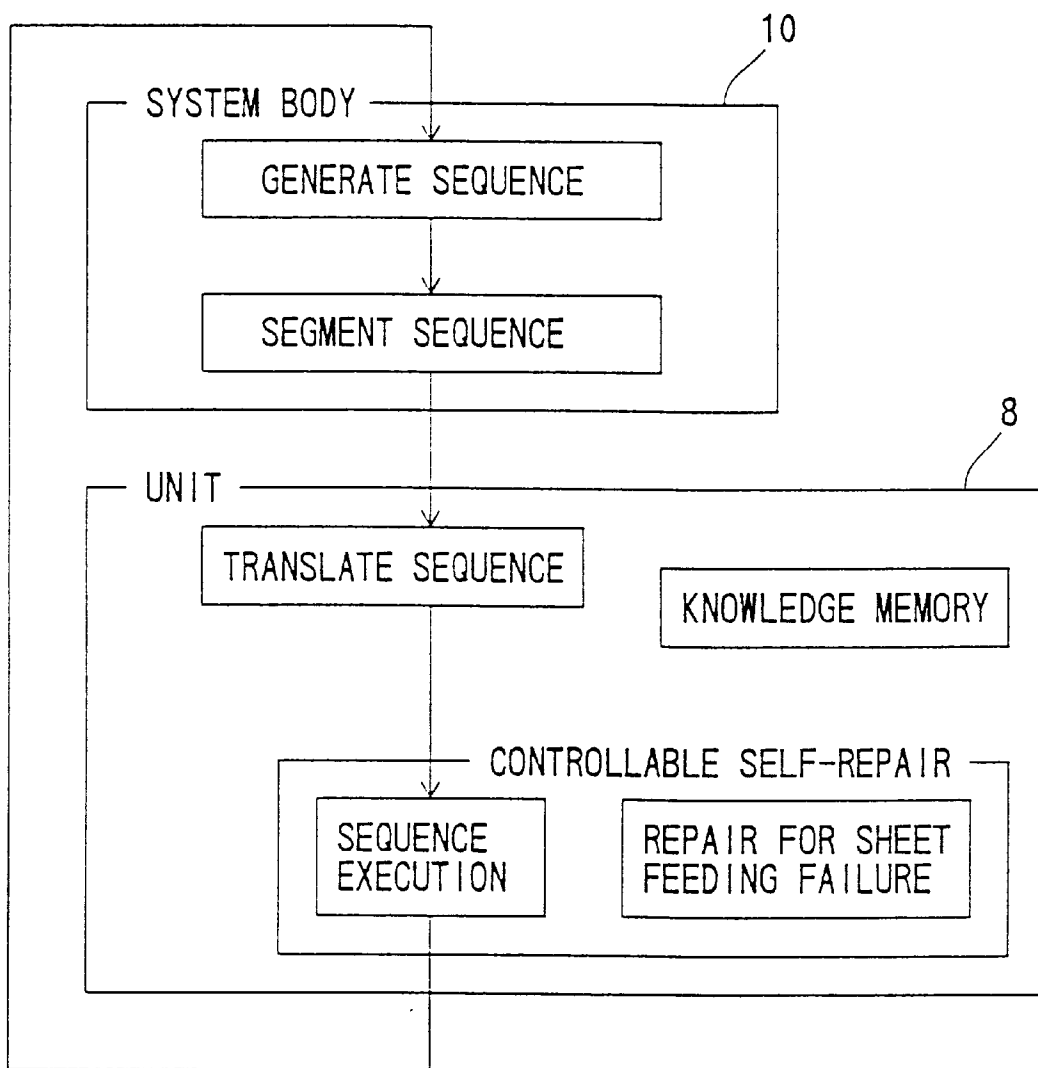 10
SYSTEM BODY
GENERATE SEQUENCE
SEGMENT SEQUENCE
8
UNIT
TRANSLATE SEQUENCE
KNOWLEDGE MEMORY
CONTROLLABLE SELF-REPAIR
SEQUENCE
EXECUTION
REPAIR FOR SHEET
FEEDING FAILURE